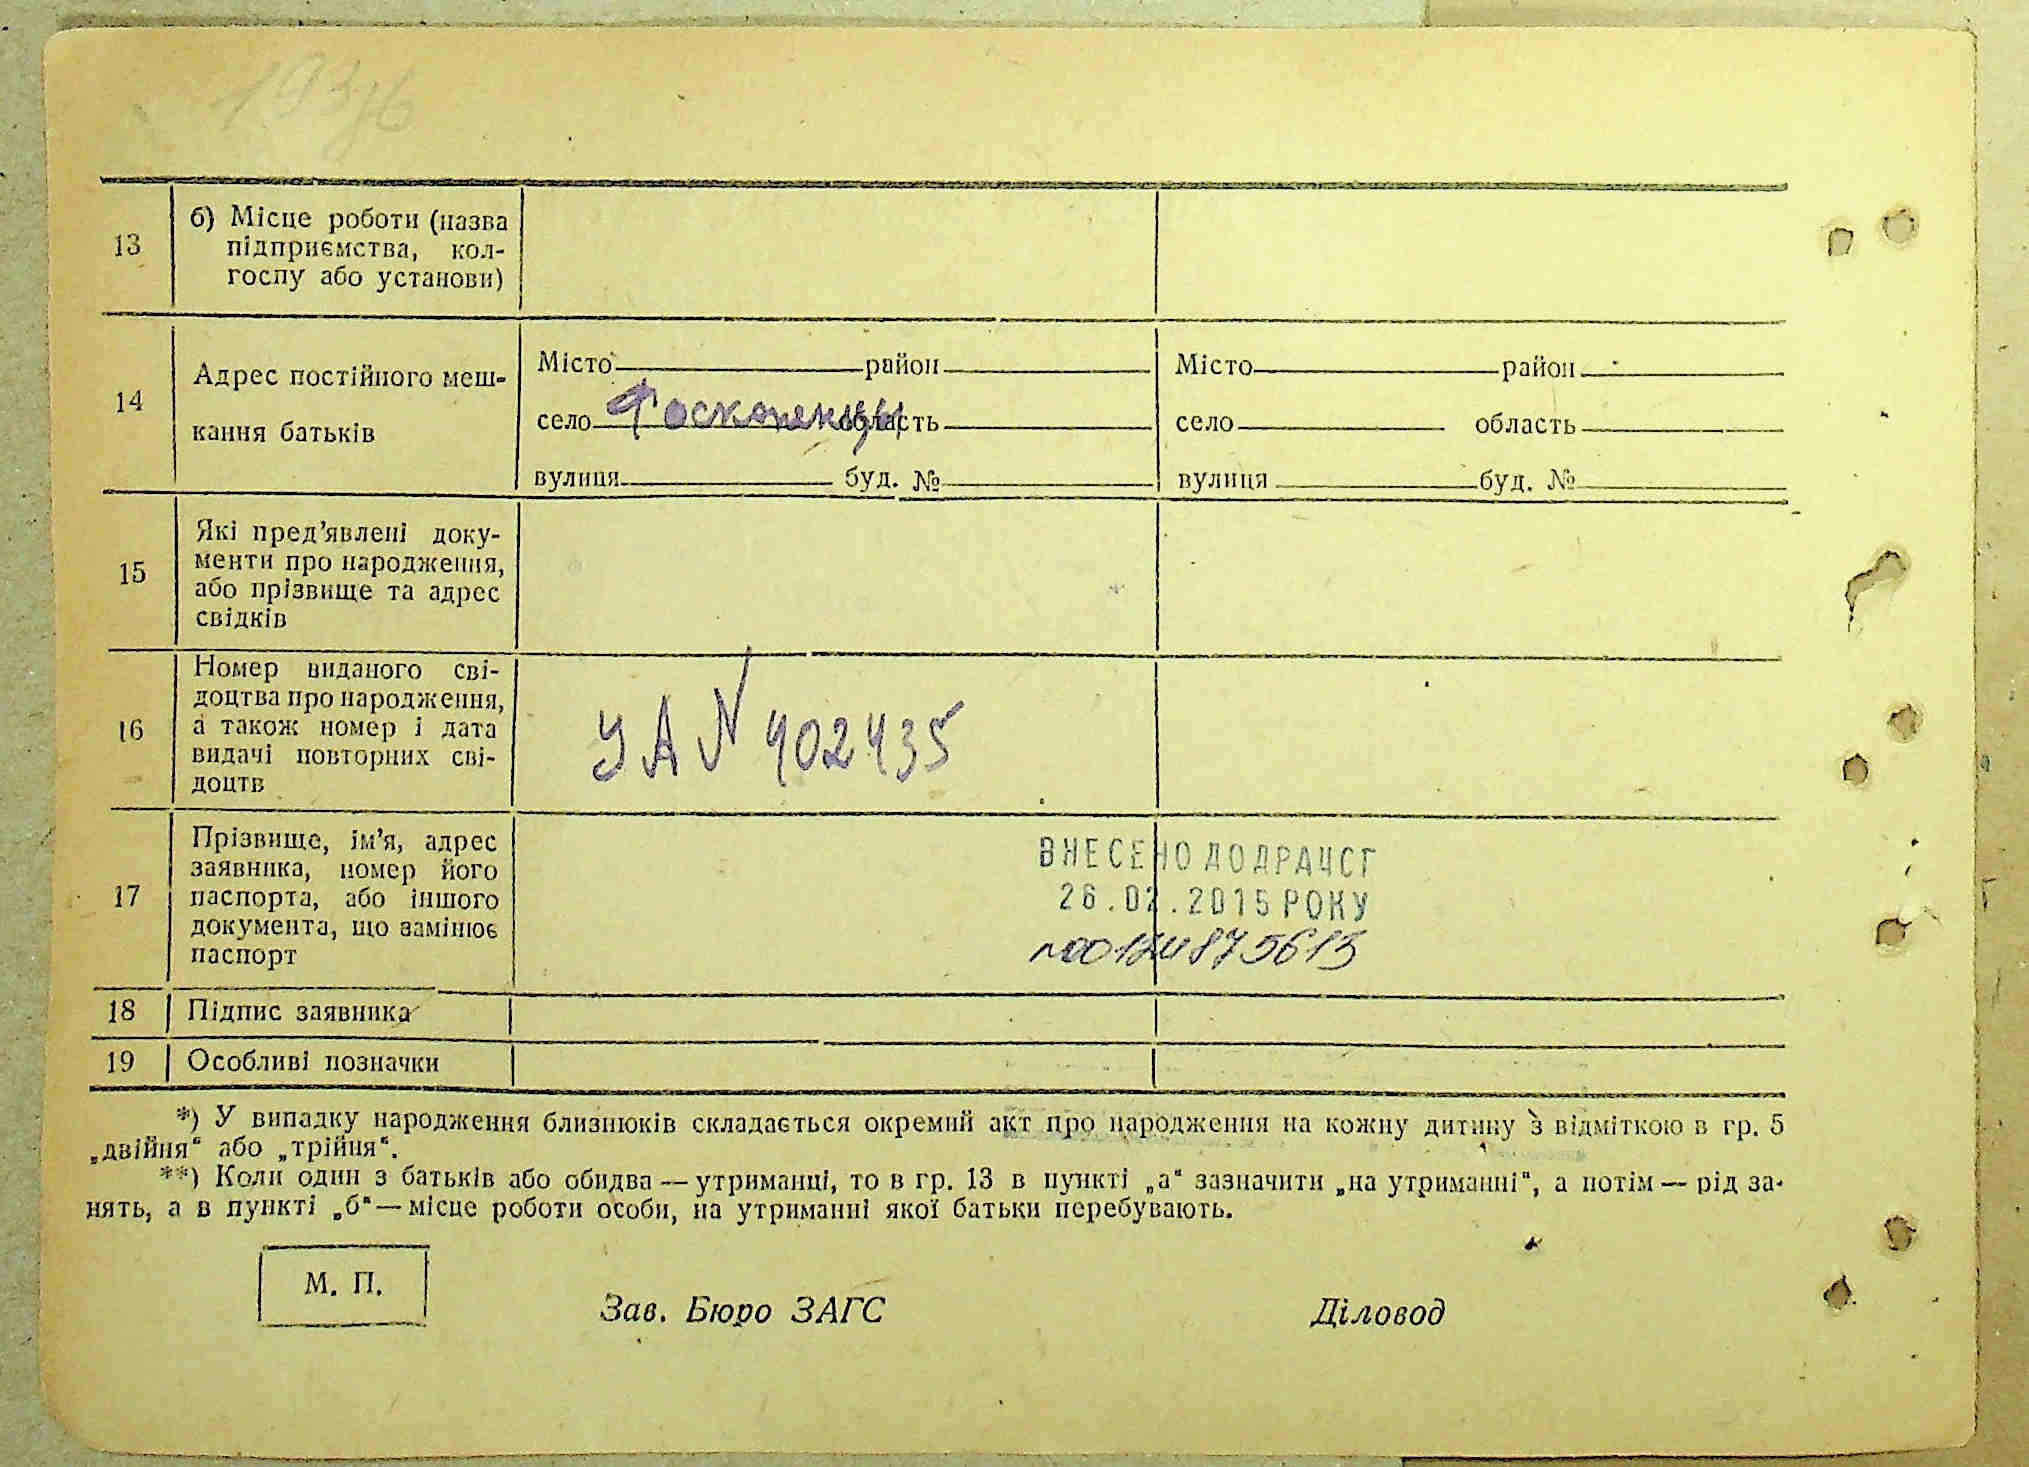 193
13
б) Місце роботи (назва
підприємства, кол-
госпу або установи)
14
Адрес постійного меш-
кання батьків
Місто район
село область
вулиця буд. №
Місто район
село область
вулиця буд. №
15
Які пред'явлені доку-
менти про народження,
або прізвище та адрес
свідків
16
Номер виданого сві-
доцтва про народження,
а також номер і дата
видачі повторних сві-
доцтв
УА N 402435
17
Прізвище, ім'я, адрес
заявника, номер його
паспорта, або іншого
документа, що замінює
паспорт
ВНЕСЕНО ДО ДРАЦСГ
26.02.2015 РОКУ
18 Підпис заявника
19 Особливі позначки
*) У випадку народження близнюків складається окремий акт про народження на кожну дитину з відміткою в гр. 5
„двійня“ або „трійня“.
**) Коли один з батьків або обидва — утриманці, то в гр. 13 в пункті „а“ зазначити „на утриманні“, а потім — рід за-
нять, а в пункті „б“ — місце роботи особи, на утриманні якої батьки перебувають.
М. П.
Зав. Бюро ЗАГС
Діловод